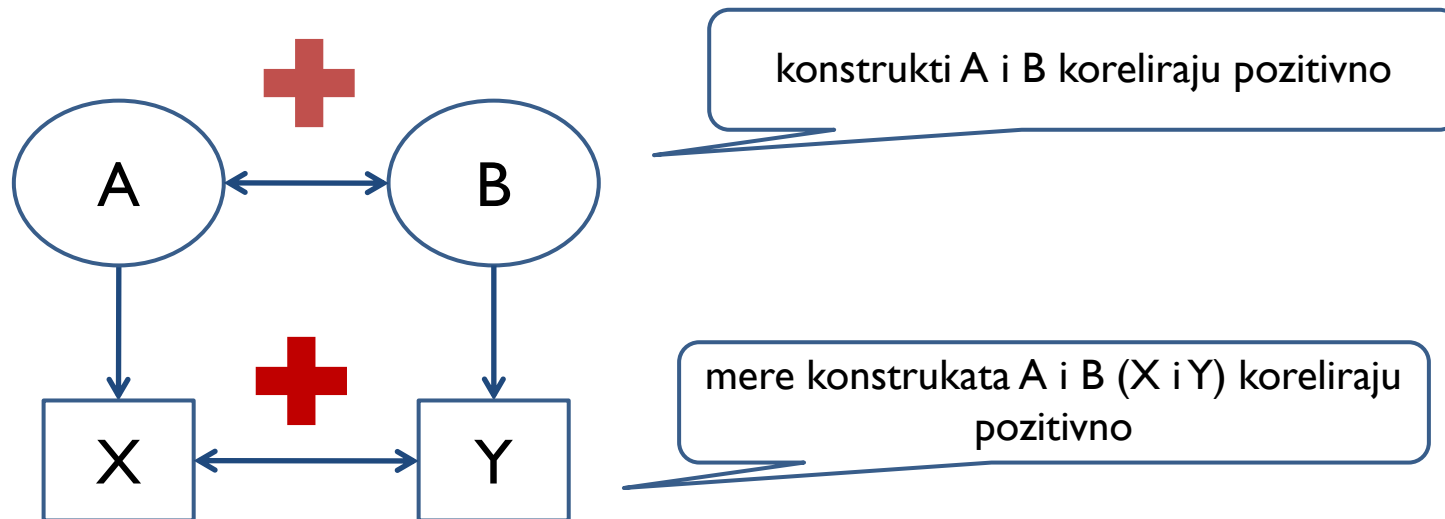 konstrukti A i B koreliraju pozitivno
A
B
mere konstrukata A i B (X i Y) koreliraju
pozitivno
X
Y